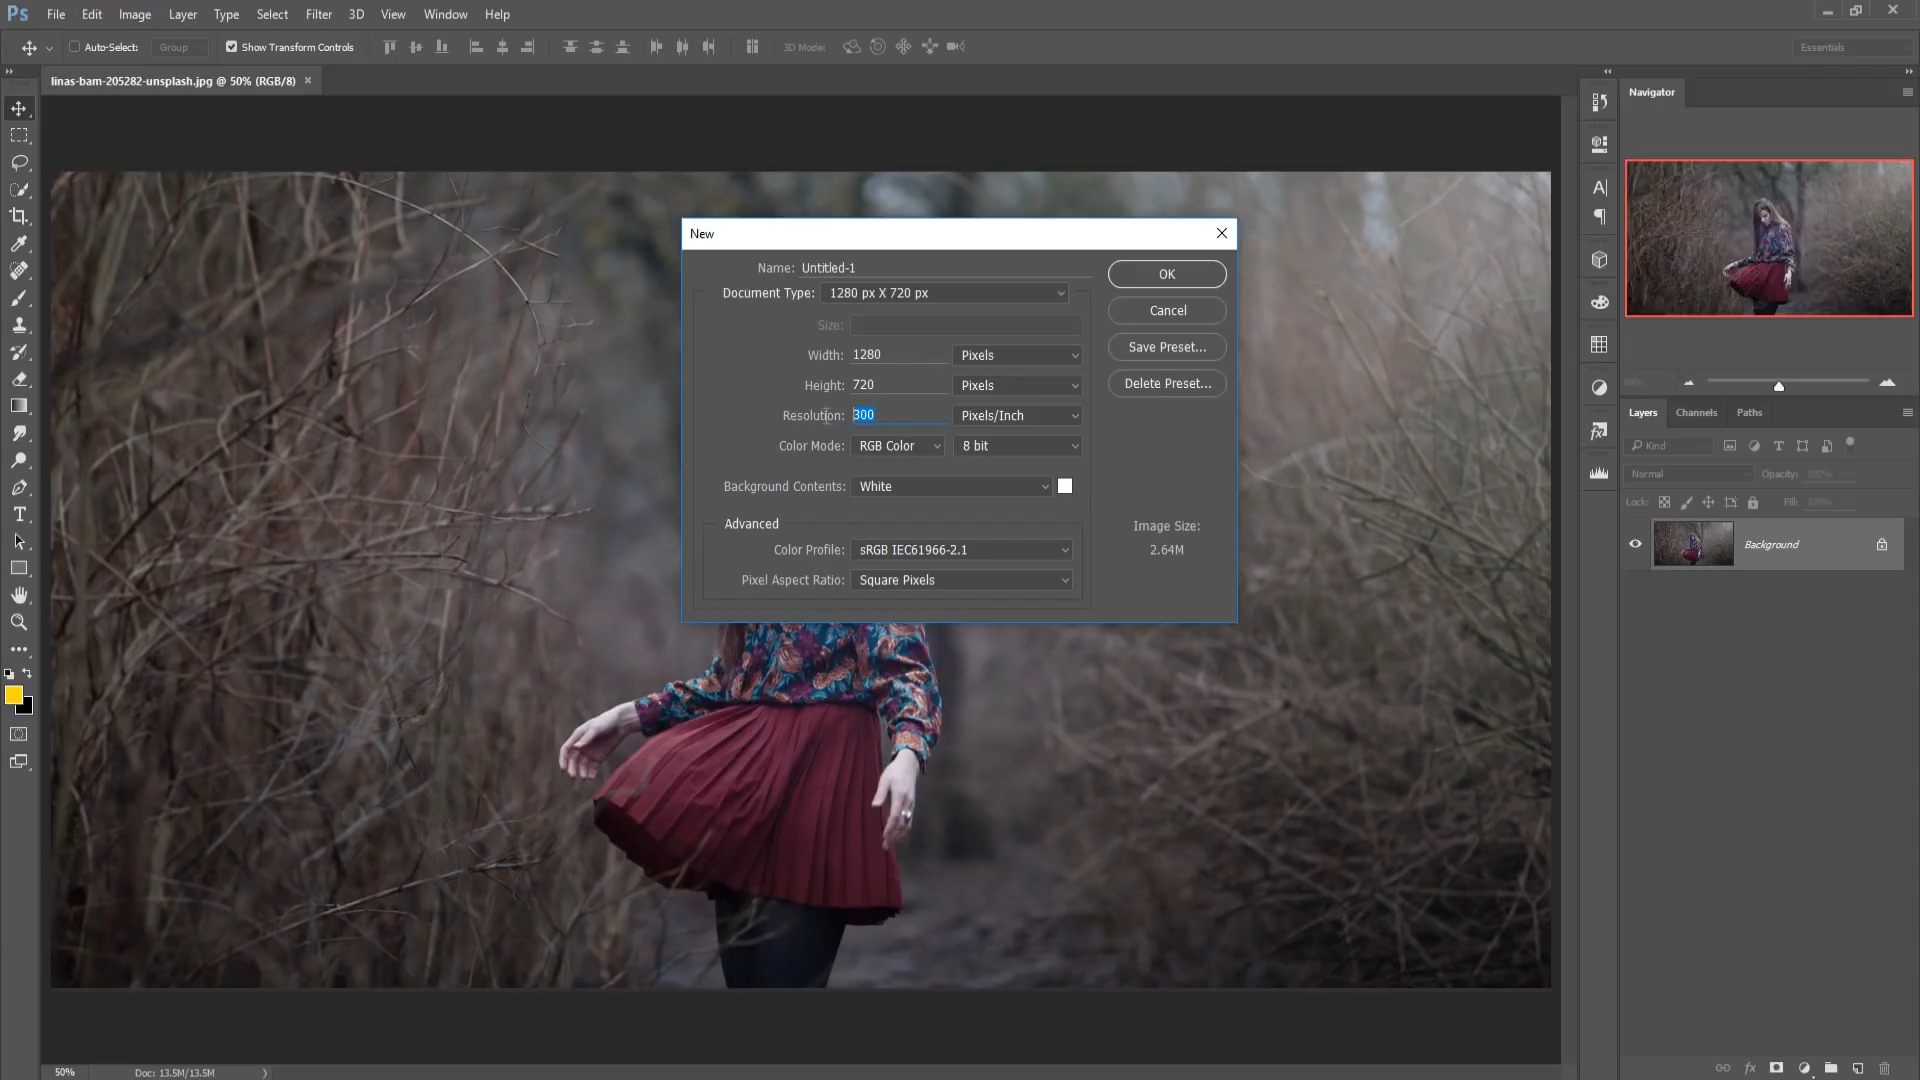 Ps File Edit Image Layer Type Select Filter 3D View Window Help
Auto-Select: Group Show Transform Controls 3D Mode: Essentials
linas-bam-205282-unsplash.jpg @ 50% (RGB/8) ×
Navigator
New
Name: Untitled-1
OK
Document Type: 1280 px X 720 px
Cancel
Size:
Width: 1280 Pixels
Save Preset...
Height: 720 Pixels
Delete Preset...
Resolution: 300 Pixels/Inch
Color Mode: RGB Color 8 bit
Background Contents: White
Advanced
Image Size:
Color Profile: sRGB IEC61966-2.1
2.64M
Pixel Aspect Ratio: Square Pixels
Layers Channels Paths
Kind
Normal Opacity: 100%
Lock: Fill: 100%
Background
fx
50% Doc: 13.5M/13.5M